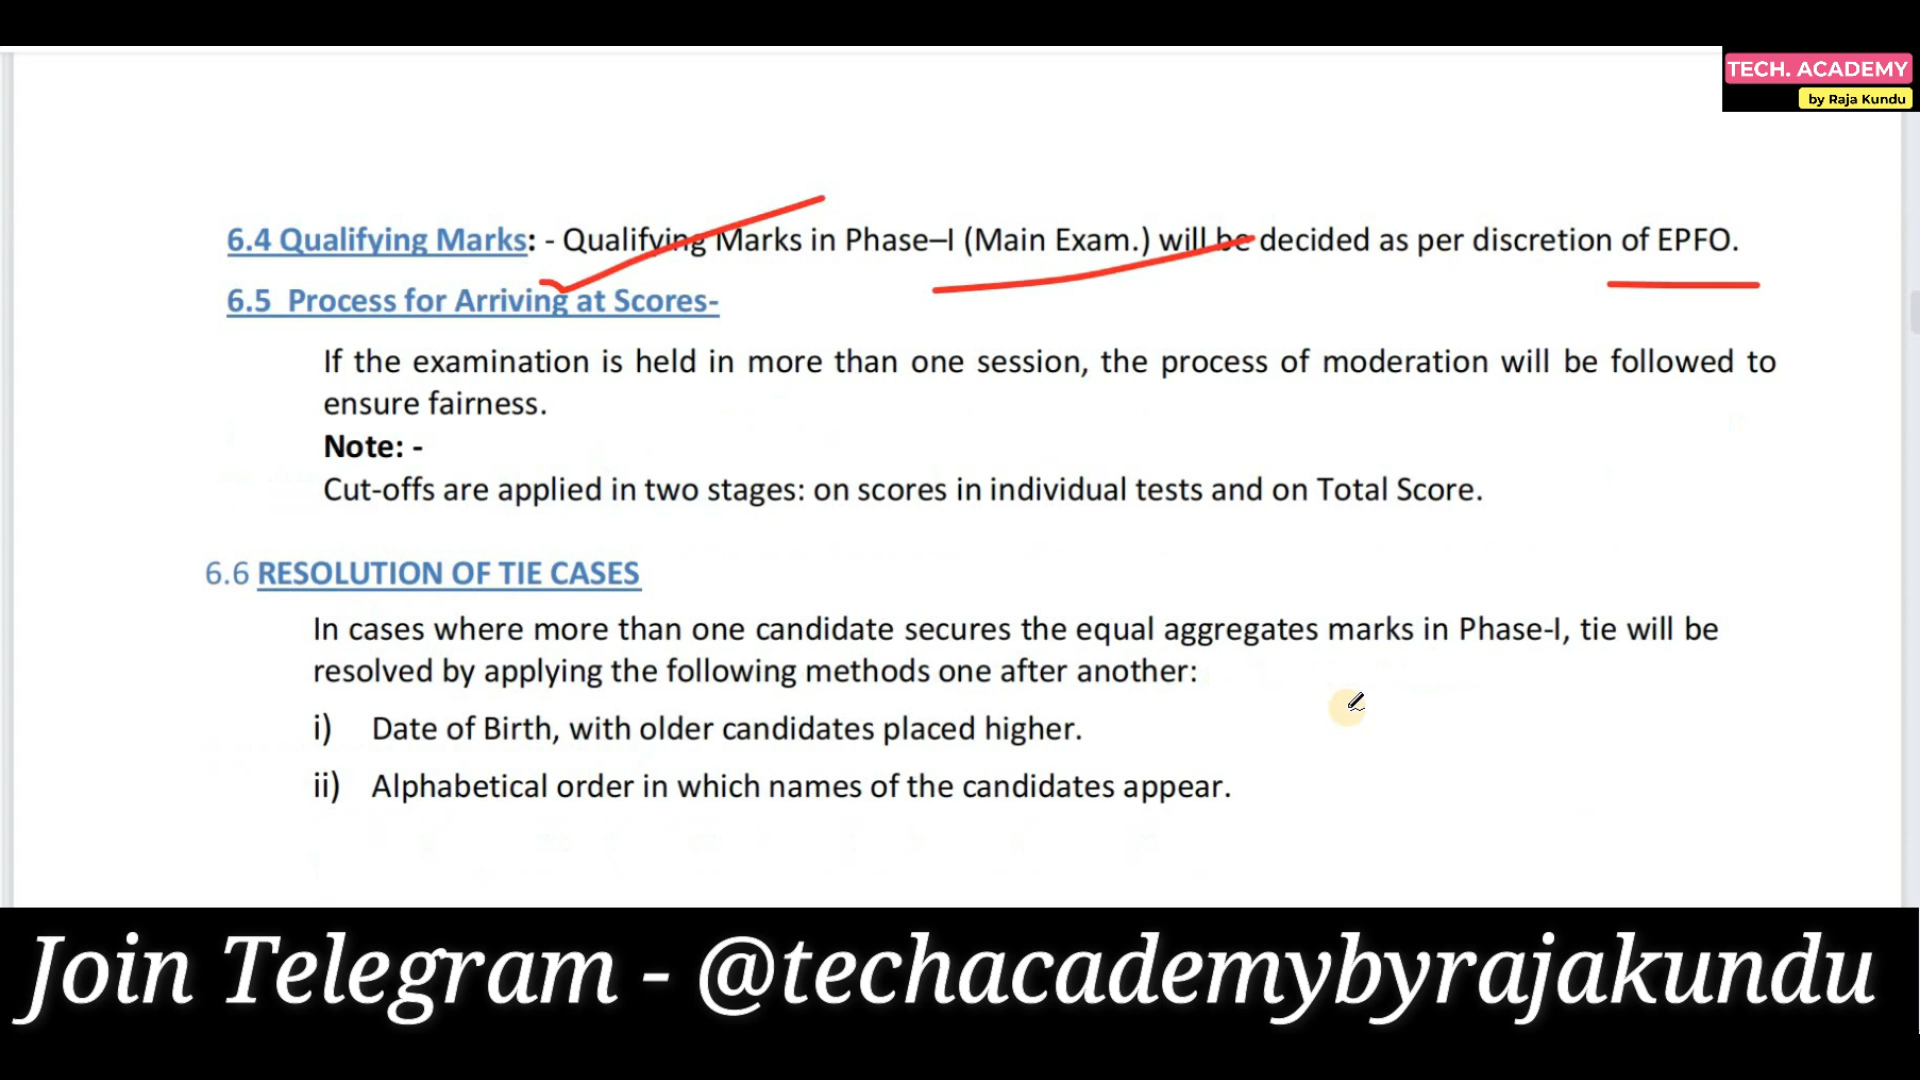 TECH. ACADEMY
by Raja Kundu
6.4 Qualifying Marks: - Qualifying Marks in Phase–I (Main Exam.) will be decided as per discretion of EPFO.
6.5 Process for Arriving at Scores-
If the examination is held in more than one session, the process of moderation will be followed to
ensure fairness.
Note: -
Cut-offs are applied in two stages: on scores in individual tests and on Total Score.
6.6 RESOLUTION OF TIE CASES
In cases where more than one candidate secures the equal aggregates marks in Phase-I, tie will be
resolved by applying the following methods one after another:
i) Date of Birth, with older candidates placed higher.
ii) Alphabetical order in which names of the candidates appear.
Join Telegram - @techacademybyrajakundu